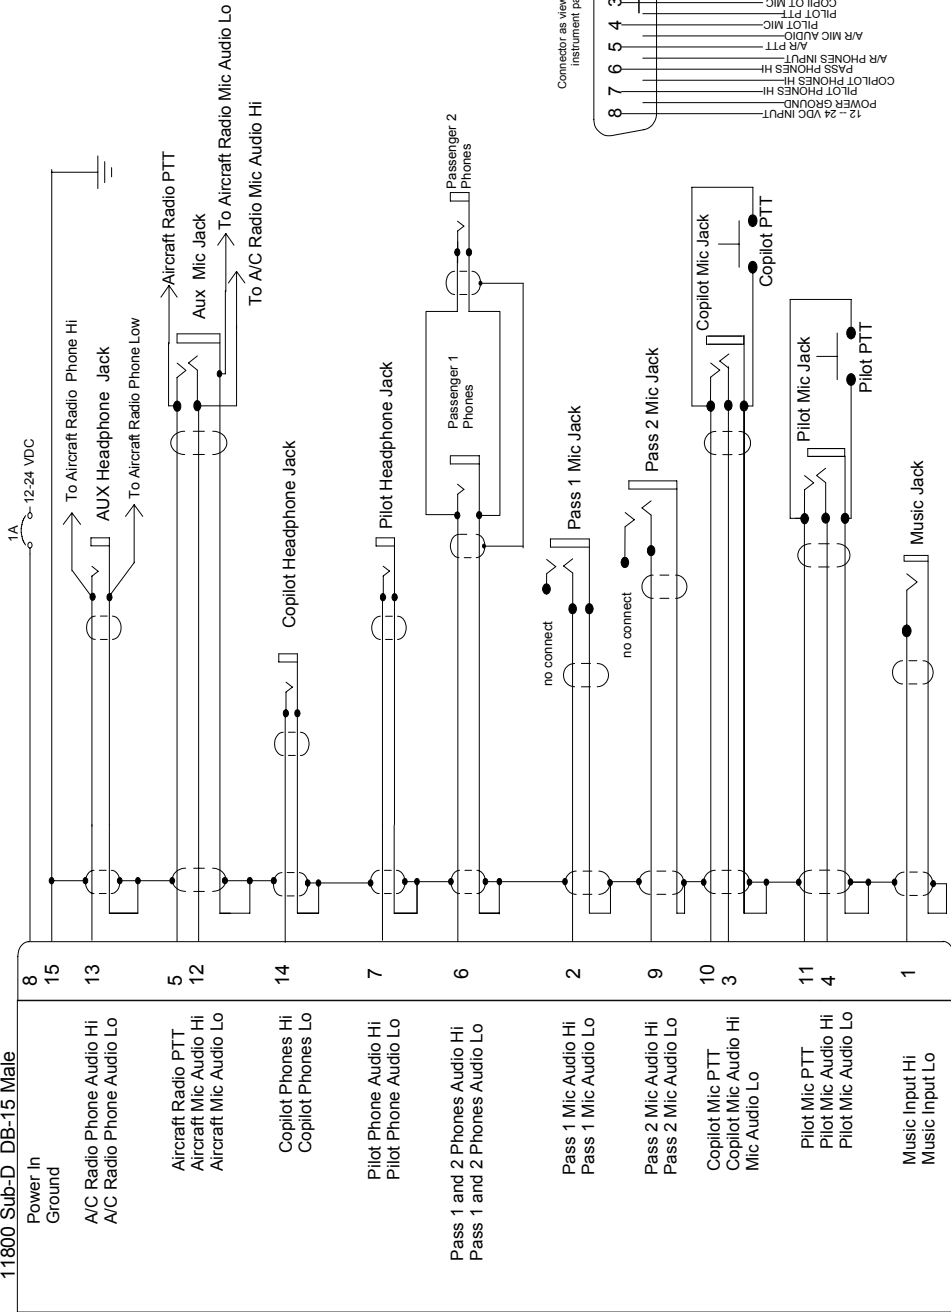 11800 Sub-D DB-15 Male
Power In
Ground
A/C Radio Phone Audio Hi
A/C Radio Phone Audio Lo
Aircraft Radio PTT
Aircraft Mic Audio Hi
Aircraft Mic Audio Lo
Copilot Phones Hi
Copilot Phones Lo
Pilot Phone Audio Hi
Pilot Phone Audio Lo
Pass 1 and 2 Phones Audio Hi
Pass 1 and 2 Phones Audio Lo
Pass 1 Mic Audio Hi
Pass 1 Mic Audio Lo
Pass 2 Mic Audio Hi
Pass 2 Mic Audio Lo
Copilot Mic PTT
Copilot Mic Audio Hi
Mic Audio Lo
Pilot Mic PTT
Pilot Mic Audio Hi
Pilot Mic Audio Lo
Music Input Hi
Music Input Lo
8
15
13
5
12
14
7
6
2
9
10
3
11
4
1
1A
12-24 VDC
To Aircraft Radio Phone Hi
AUX Headphone Jack
To Aircraft Radio Phone Low
Aircraft Radio PTT
Aux Mic Jack
To Aircraft Radio Mic Audio Lo
To A/C Radio Mic Audio Hi
Copilot Headphone Jack
Pilot Headphone Jack
Passenger 1
Phones
Passenger 2
Phones
no connect
Pass 1 Mic Jack
no connect
Pass 2 Mic Jack
Copilot Mic Jack
Copilot PTT
Pilot Mic Jack
Pilot PTT
Music Jack
Connector as view
instrument pa
8
7
6
5
4
3
12 -- 24 VDC INPUT
POWER GROUND
PILOT PHONES HI
COPILOT PHONES HI
PASS PHONES HI
A/R PHONES INPUT
A/R PTT
A/R MIC AUDIO
PILOT MIC
PILOT PTT
COPILOT MIC